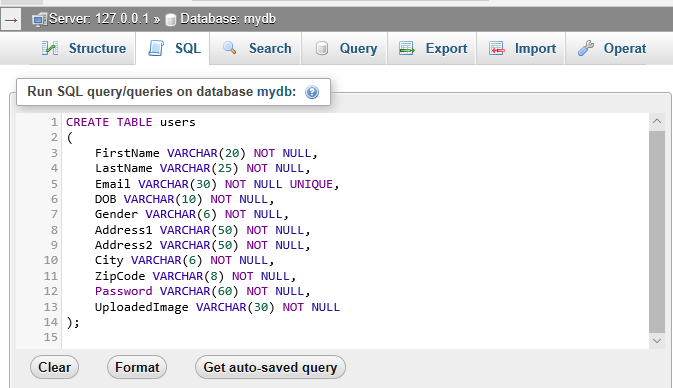 Server: 127.0.0.1 » Database: mydb
Structure SQL Search Query Export Import Operat
Run SQL query/queries on database mydb:
1 CREATE TABLE users
2 (
3 FirstName VARCHAR(20) NOT NULL,
4 LastName VARCHAR(25) NOT NULL,
5 Email VARCHAR(30) NOT NULL UNIQUE,
6 DOB VARCHAR(10) NOT NULL,
7 Gender VARCHAR(6) NOT NULL,
8 Address1 VARCHAR(50) NOT NULL,
9 Address2 VARCHAR(50) NOT NULL,
10 City VARCHAR(6) NOT NULL,
11 ZipCode VARCHAR(8) NOT NULL,
12 Password VARCHAR(60) NOT NULL,
13 UploadedImage VARCHAR(30) NOT NULL
14 );
15
Clear Format Get auto-saved query